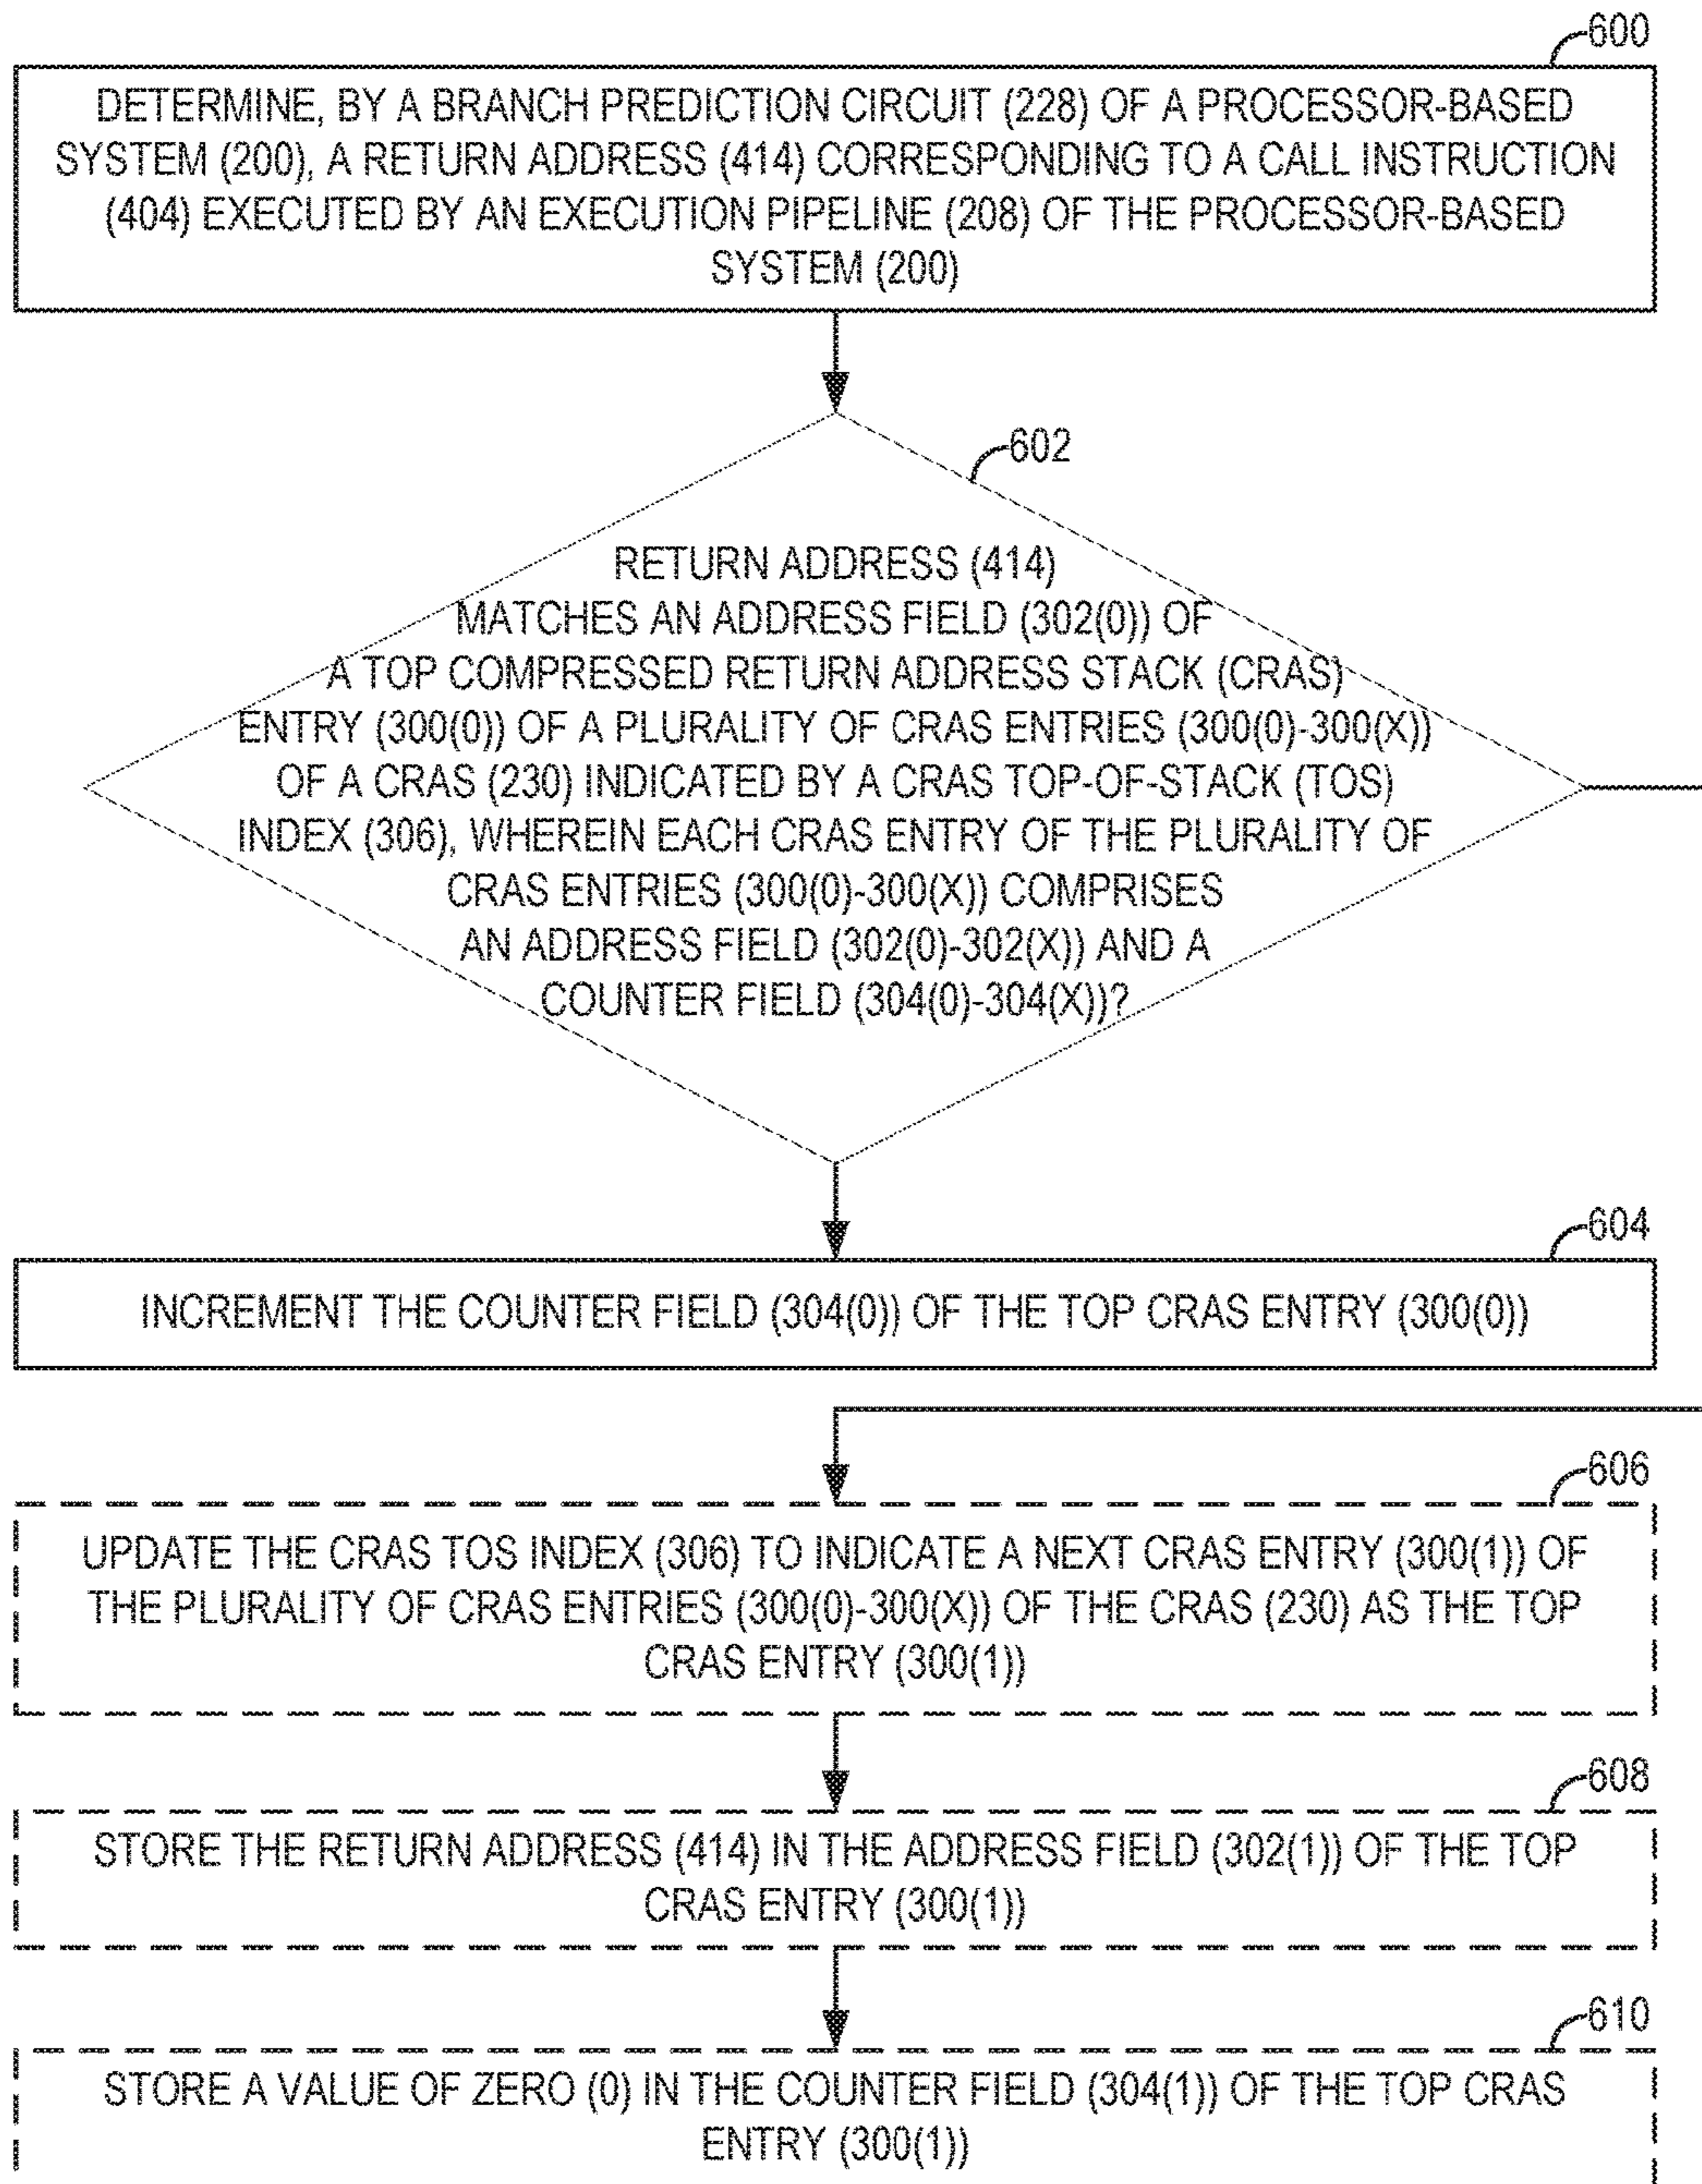 600
DETERMINE, BY A BRANCH PREDICTION CIRCUIT (228) OF A PROCESSOR-BASED
SYSTEM (200), A RETURN ADDRESS (414) CORRESPONDING TO A CALL INSTRUCTION
(404) EXECUTED BY AN EXECUTION PIPELINE (208) OF THE PROCESSOR-BASED
SYSTEM (200)
602
RETURN ADDRESS (414)
MATCHES AN ADDRESS FIELD (302(0)) OF
A TOP COMPRESSED RETURN ADDRESS STACK (CRAS)
ENTRY (300(0)) OF A PLURALITY OF CRAS ENTRIES (300(0)-300(X))
OF A CRAS (230) INDICATED BY A CRAS TOP-OF-STACK (TOS)
INDEX (306), WHEREIN EACH CRAS ENTRY OF THE PLURALITY OF
CRAS ENTRIES (300(0)-300(X)) COMPRISES
AN ADDRESS FIELD (302(0)-302(X)) AND A
COUNTER FIELD (304(0)-304(X))?
604
INCREMENT THE COUNTER FIELD (304(0)) OF THE TOP CRAS ENTRY (300(0))
606
UPDATE THE CRAS TOS INDEX (306) TO INDICATE A NEXT CRAS ENTRY (300(1)) OF
THE PLURALITY OF CRAS ENTRIES (300(0)-300(X)) OF THE CRAS (230) AS THE TOP
CRAS ENTRY (300(1))
608
STORE THE RETURN ADDRESS (414) IN THE ADDRESS FIELD (302(1)) OF THE TOP
CRAS ENTRY (300(1))
610
STORE A VALUE OF ZERO (0) IN THE COUNTER FIELD (304(1)) OF THE TOP CRAS
ENTRY (300(1))